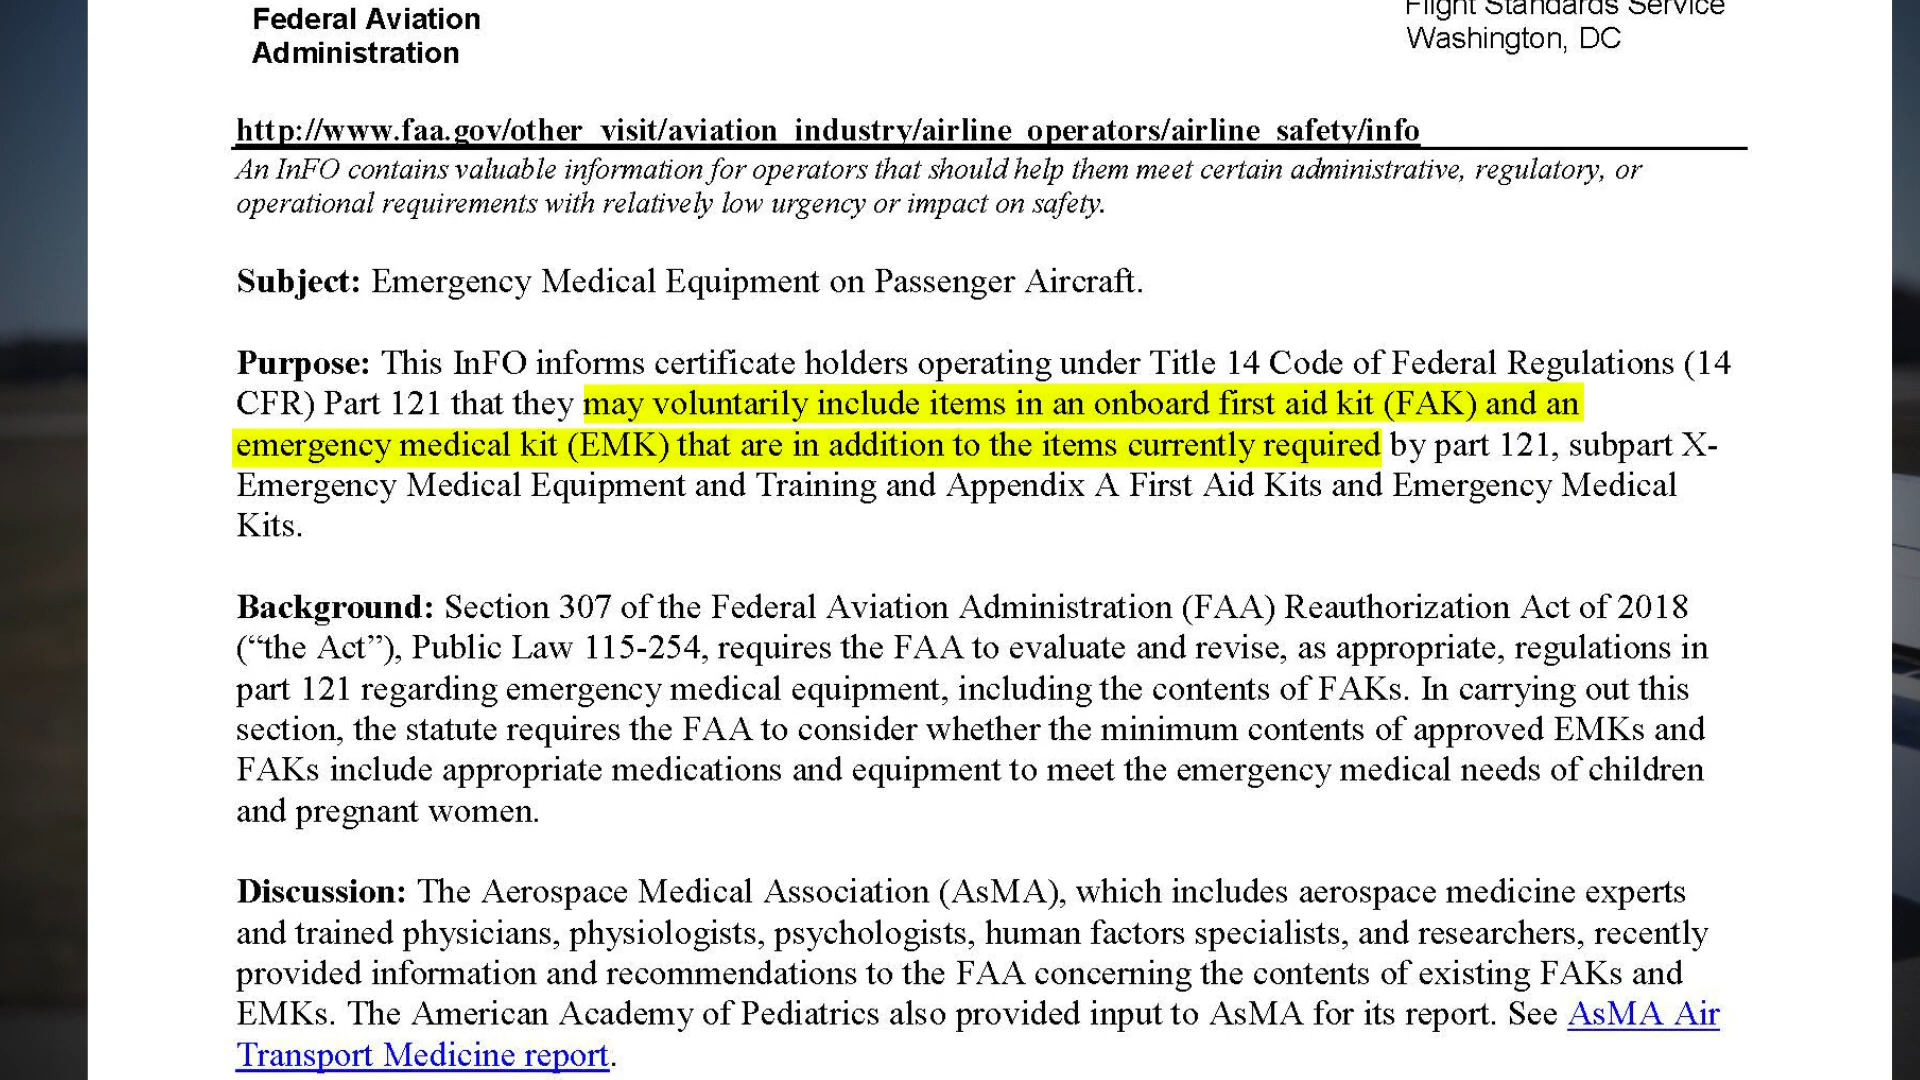 Federal Aviation
Administration
Flight Standards Service
Washington, DC
http://www.faa.gov/other_visit/aviation_industry/airline_operators/airline_safety/info
An InFO contains valuable information for operators that should help them meet certain administrative, regulatory, or
operational requirements with relatively low urgency or impact on safety.
Subject: Emergency Medical Equipment on Passenger Aircraft.
Purpose: This InFO informs certificate holders operating under Title 14 Code of Federal Regulations (14
CFR) Part 121 that they may voluntarily include items in an onboard first aid kit (FAK) and an
emergency medical kit (EMK) that are in addition to the items currently required by part 121, subpart X-
Emergency Medical Equipment and Training and Appendix A First Aid Kits and Emergency Medical
Kits.
Background: Section 307 of the Federal Aviation Administration (FAA) Reauthorization Act of 2018
(“the Act”), Public Law 115-254, requires the FAA to evaluate and revise, as appropriate, regulations in
part 121 regarding emergency medical equipment, including the contents of FAKs. In carrying out this
section, the statute requires the FAA to consider whether the minimum contents of approved EMKs and
FAKs include appropriate medications and equipment to meet the emergency medical needs of children
and pregnant women.
Discussion: The Aerospace Medical Association (AsMA), which includes aerospace medicine experts
and trained physicians, physiologists, psychologists, human factors specialists, and researchers, recently
provided information and recommendations to the FAA concerning the contents of existing FAKs and
EMKs. The American Academy of Pediatrics also provided input to AsMA for its report. See AsMA Air
Transport Medicine report.